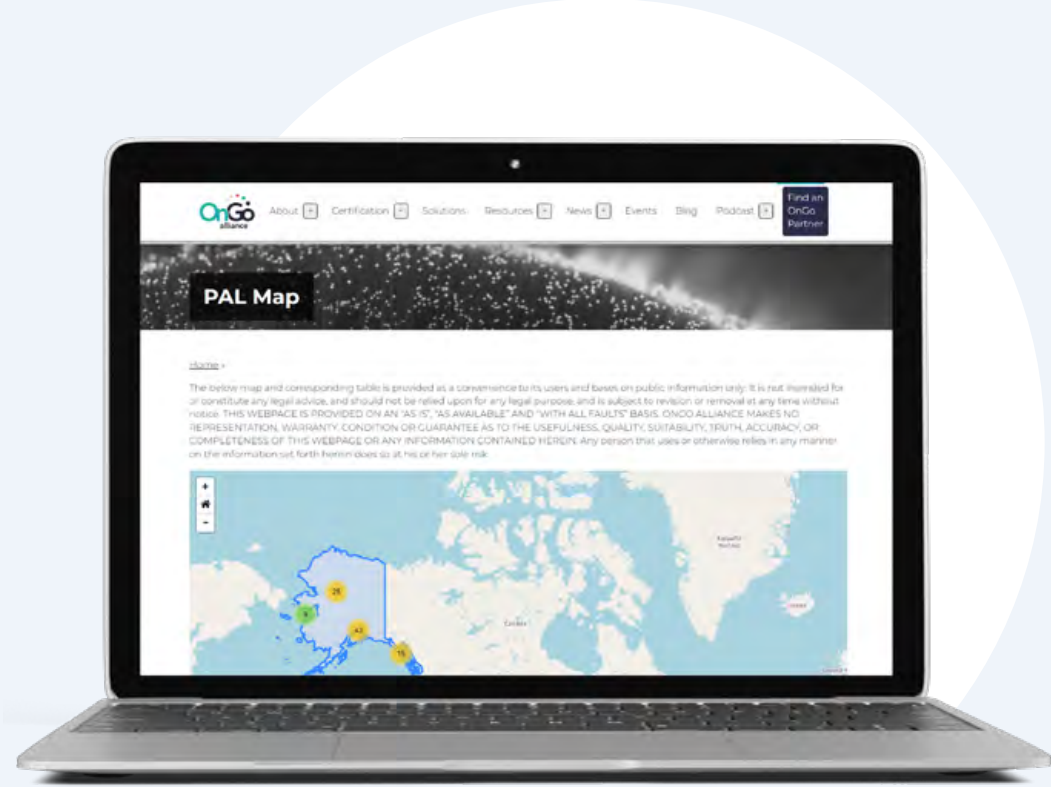 OnGo
alliance
About +
Certification +
Solutions
Resources +
News +
Events
Blog
Podcast +
Find an
OnGo
Partner
PAL Map
Home ›
The below map and corresponding table is provided as a convenience to its users and bases on public information only. It is not intended for
or constitute any legal advice, and should not be relied upon for any legal purpose, and is subject to revision or removal at any time without
notice. THIS WEBPAGE IS PROVIDED ON AN "AS IS", "AS AVAILABLE" AND "WITH ALL FAULTS" BASIS. ONGO ALLIANCE MAKES NO
REPRESENTATION, WARRANTY, CONDITION OR GUARANTEE AS TO THE USEFULNESS, QUALITY, SUITABILITY, TRUTH, ACCURACY, OR
COMPLETENESS OF THIS WEBPAGE OR ANY INFORMATION CONTAINED HEREIN. Any person that uses or otherwise relies in any manner
on the information set forth herein does so at his or her sole risk.
+
-
Canada